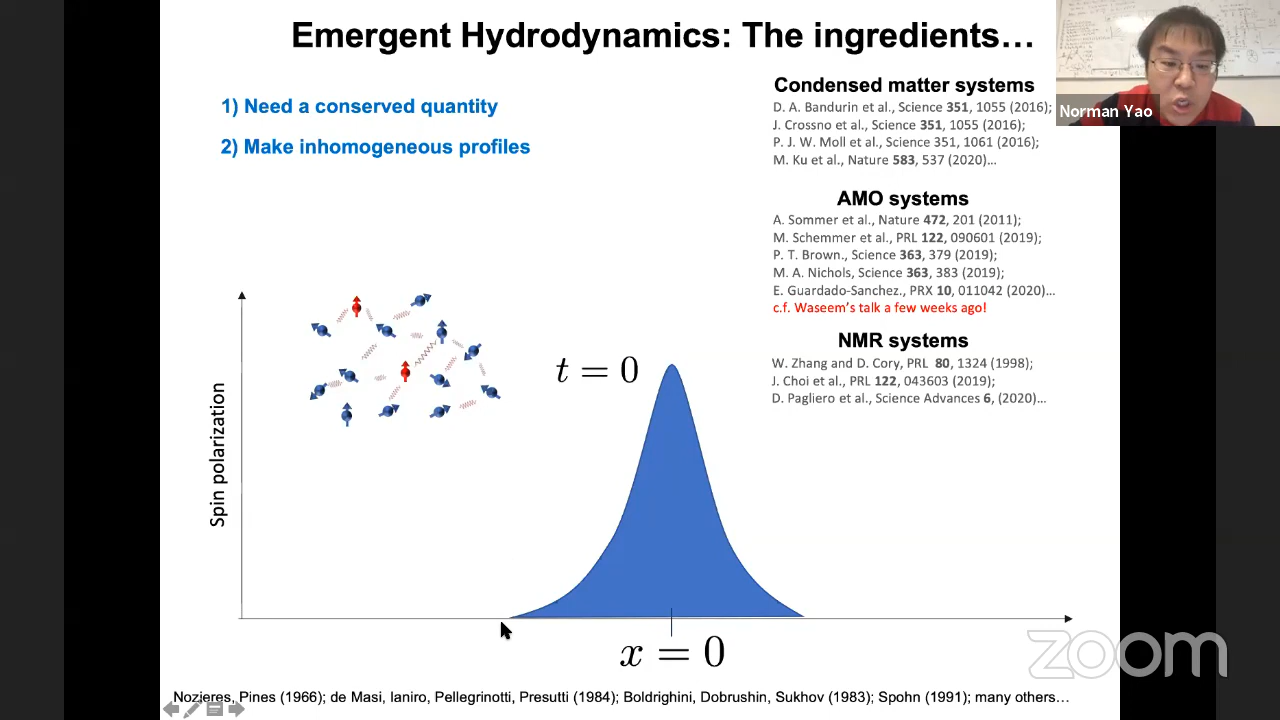 Emergent Hydrodynamics: The ingredients…
1) Need a conserved quantity
2) Make inhomogeneous profiles
Condensed matter systems
D. A. Bandurin et al., Science 351, 1055 (2016);
J. Crossno et al., Science 351, 1055 (2016);
P. J. W. Moll et al., Science 351, 1061 (2016);
M. Ku et al., Nature 583, 537 (2020)…
AMO systems
A. Sommer et al., Nature 472, 201 (2011);
M. Schemmer et al., PRL 122, 090601 (2019);
P. T. Brown., Science 363, 379 (2019);
M. A. Nichols, Science 363, 383 (2019);
E. Guardado-Sanchez., PRX 10, 011042 (2020)…
c.f. Waseem's talk a few weeks ago!
NMR systems
W. Zhang and D. Cory, PRL 80, 1324 (1998);
J. Choi et al., PRL 122, 043603 (2019);
D. Pagliero et al., Science Advances 6, (2020)…
Norman Yao
Spin polarization
t = 0
x = 0
zoom
Nozieres, Pines (1966); de Masi, Ianiro, Pellegrinotti, Presutti (1984); Boldrighini, Dobrushin, Sukhov (1983); Spohn (1991); many others…